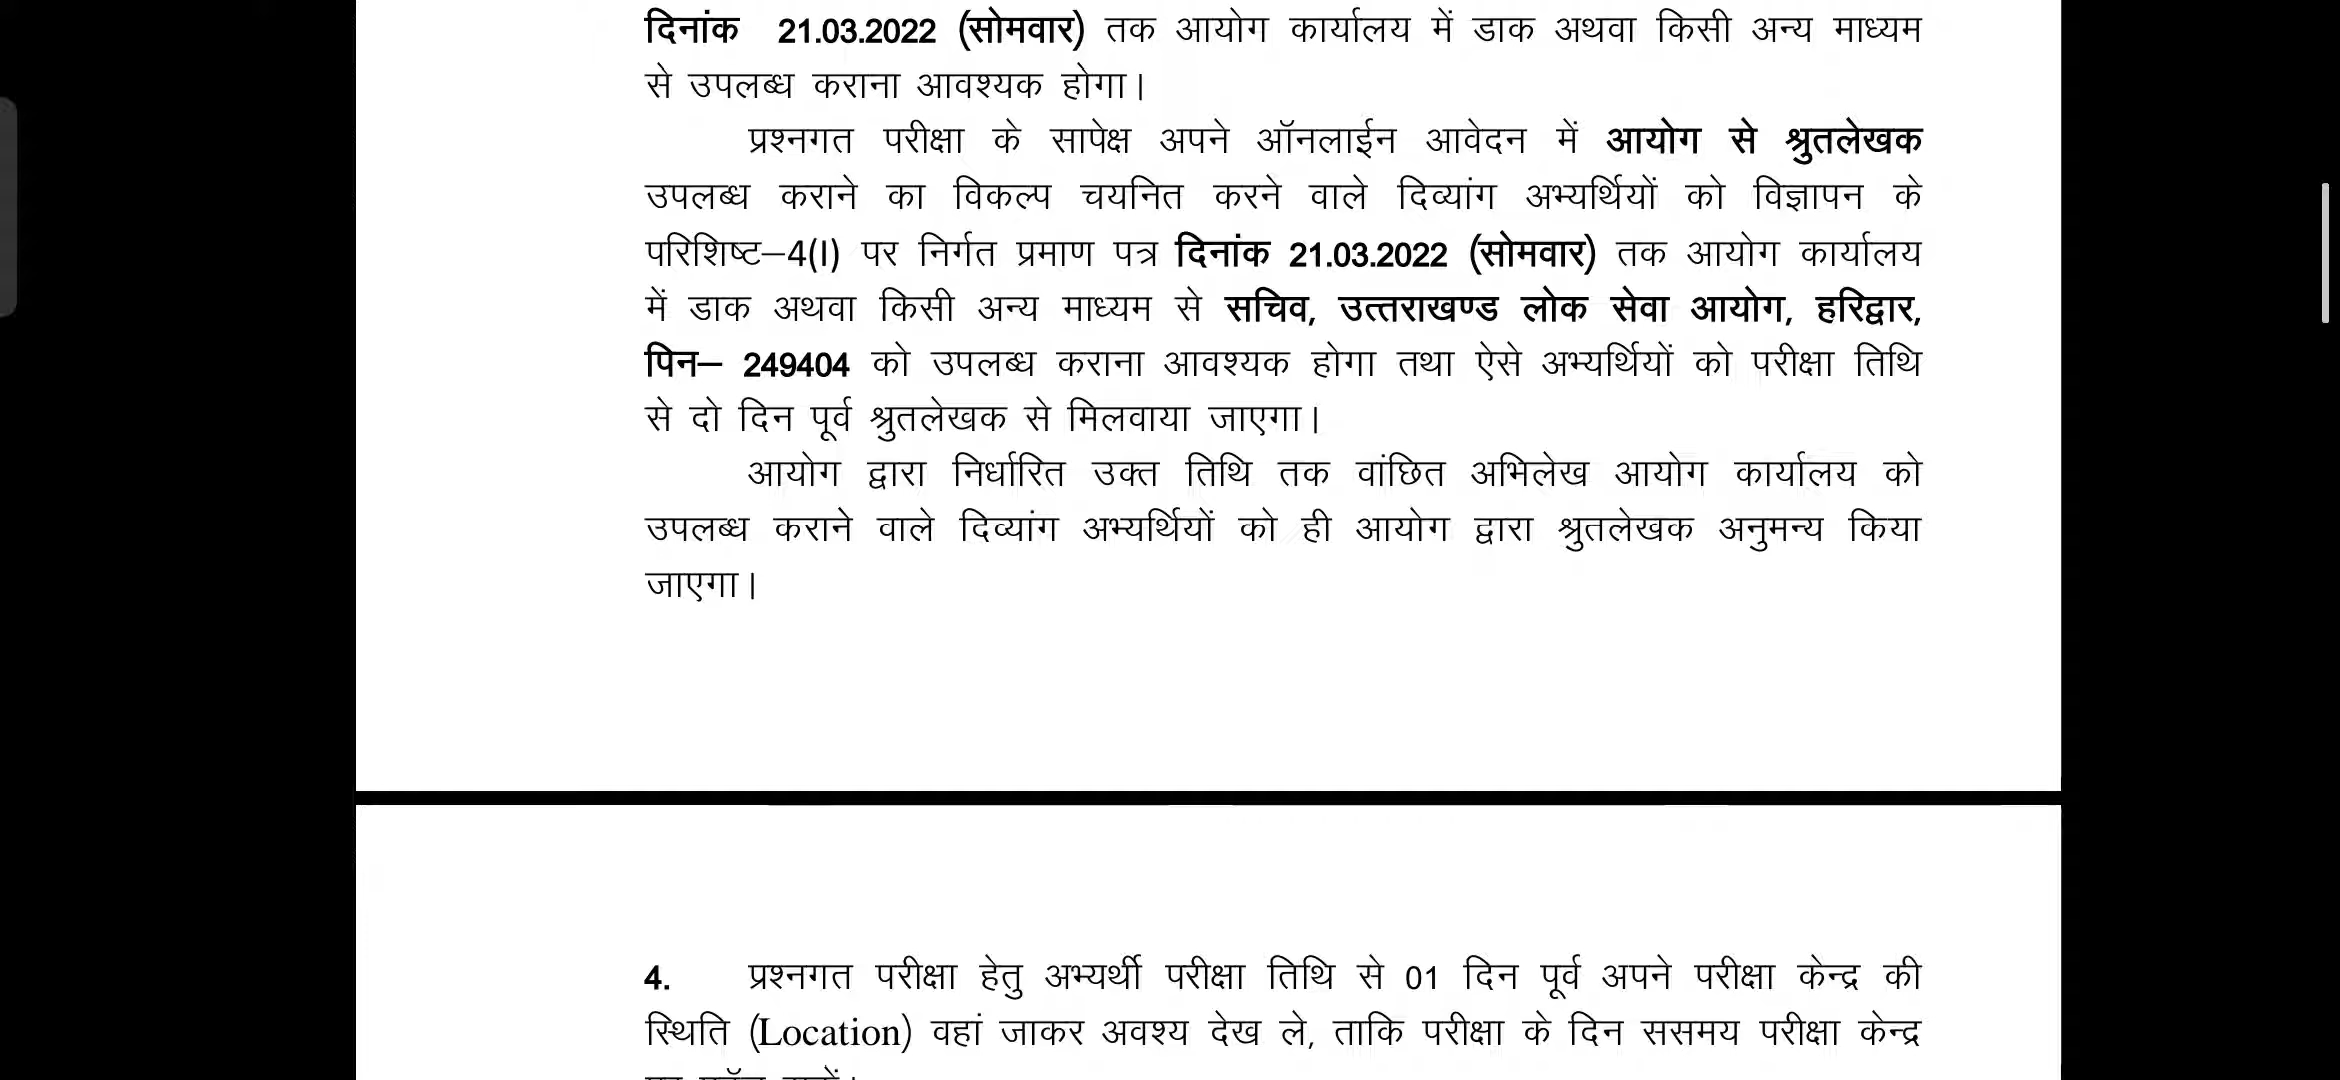 दिनांक 21.03.2022 (सोमवार) तक आयोग कार्यालय में डाक अथवा किसी अन्य माध्यम
से उपलब्ध कराना आवश्यक होगा।
प्रश्नगत परीक्षा के सापेक्ष अपने ऑनलाईन आवेदन में आयोग से श्रुतलेखक
उपलब्ध कराने का विकल्प चयनित करने वाले दिव्यांग अभ्यर्थियों को विज्ञापन के
परिशिष्ट–4(I) पर निर्गत प्रमाण पत्र दिनांक 21.03.2022 (सोमवार) तक आयोग कार्यालय
में डाक अथवा किसी अन्य माध्यम से सचिव, उत्तराखण्ड लोक सेवा आयोग, हरिद्वार,
पिन– 249404 को उपलब्ध कराना आवश्यक होगा तथा ऐसे अभ्यर्थियों को परीक्षा तिथि
से दो दिन पूर्व श्रुतलेखक से मिलवाया जाएगा।
आयोग द्वारा निर्धारित उक्त तिथि तक वांछित अभिलेख आयोग कार्यालय को
उपलब्ध कराने वाले दिव्यांग अभ्यर्थियों को ही आयोग द्वारा श्रुतलेखक अनुमन्य किया
जाएगा।
4. प्रश्नगत परीक्षा हेतु अभ्यर्थी परीक्षा तिथि से 01 दिन पूर्व अपने परीक्षा केन्द्र की
स्थिति (Location) वहां जाकर अवश्य देख ले, ताकि परीक्षा के दिन ससमय परीक्षा केन्द्र